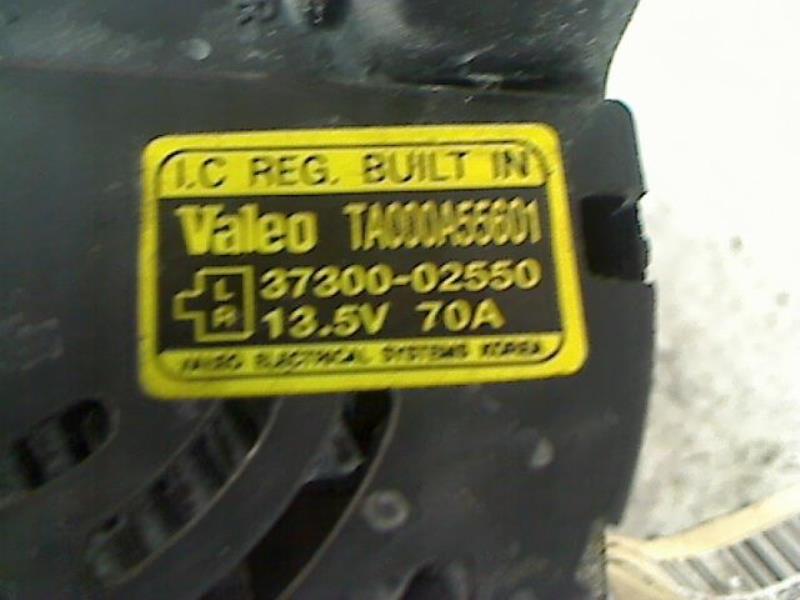 I.C REG. BUILT IN
Valeo TA000A55601
L 37300-02550
R 13.5V 70A
VALEO ELECTRICAL SYSTEMS KOREA